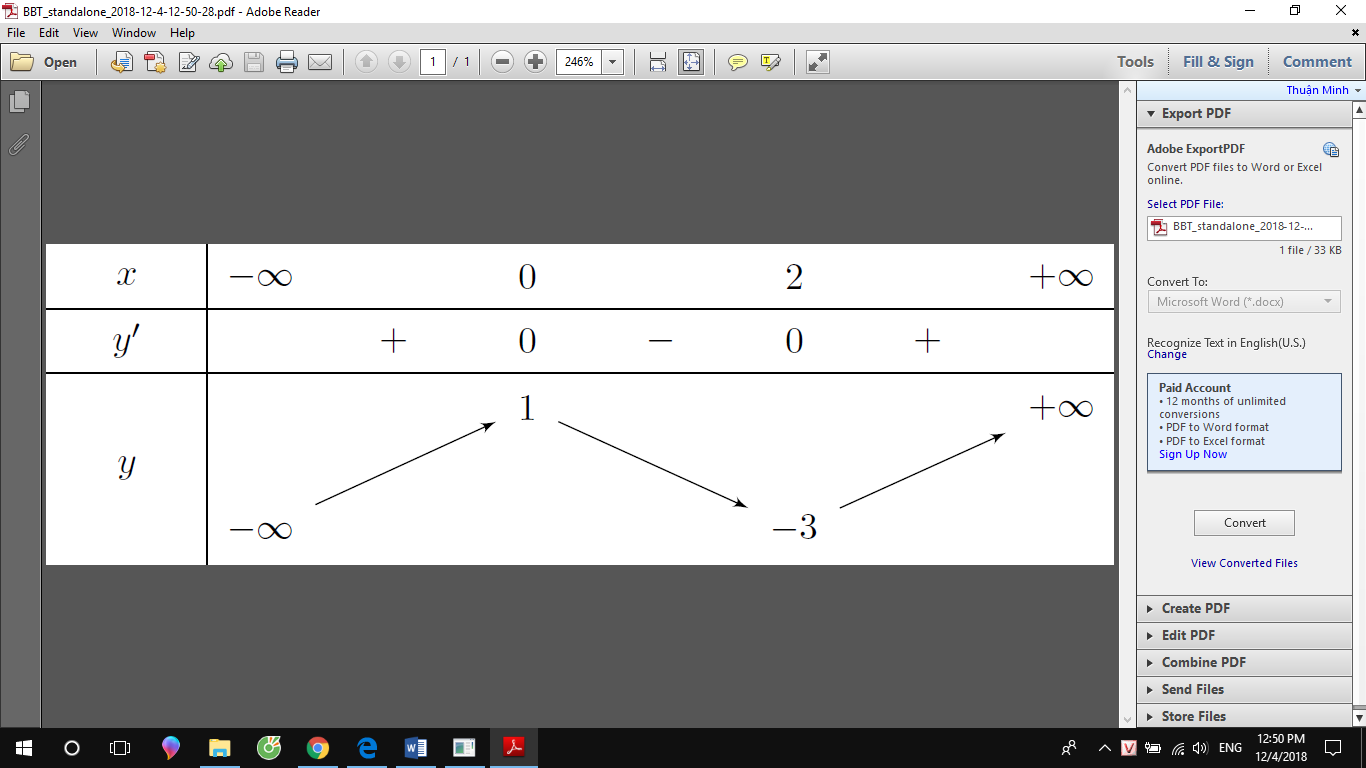 BBT_standalone_2018-12-4-12-50-28.pdf - Adobe Reader
File Edit View Window Help
Open 1 / 1 246% Tools Fill & Sign Comment
Thuận Minh
Export PDF
Adobe ExportPDF
Convert PDF files to Word or Excel
online.
Select PDF File:
BBT_standalone_2018-12-...
1 file / 33 KB
Convert To:
Microsoft Word (*.docx)
Recognize Text in English(U.S.)
Change
Paid Account
• 12 months of unlimited
conversions
• PDF to Word format
• PDF to Excel format
Sign Up Now
Convert
View Converted Files
Create PDF
Edit PDF
Combine PDF
Send Files
Store Files
x −∞ 0 2 +∞
y′ + 0 − 0 +
1 +∞
y
−∞ −3
ENG
12:50 PM
12/4/2018